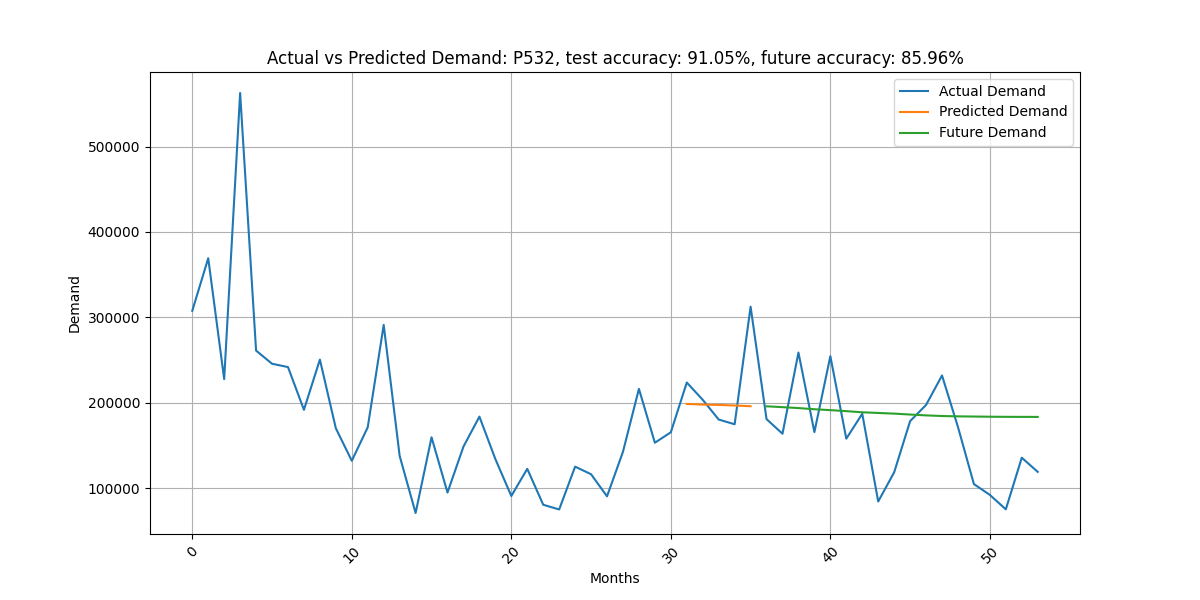 Actual vs Predicted Demand: P532, test accuracy: 91.05%, future accuracy: 85.96%
Actual Demand
Predicted Demand
Future Demand
500000
400000
300000
200000
100000
Demand
0
10
20
30
40
50
Months